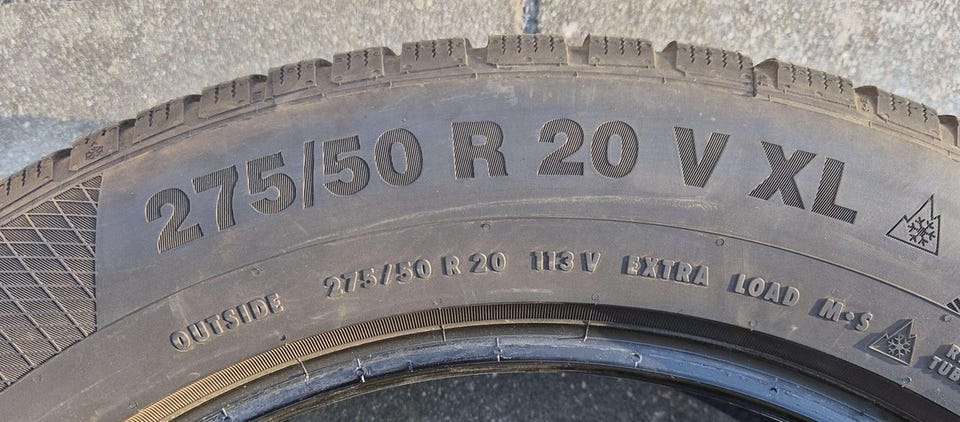 275/50 R 20 V XL
OUTSIDE 275/50 R 20 113 V EXTRA LOAD M•S